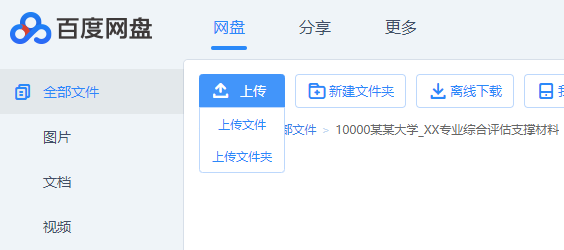 百度网盘
网盘
分享
更多
全部文件
图片
文档
视频
上传
新建文件夹
离线下载
上传文件
上传文件夹
部文件 > 10000某某大学_XX专业综合评估支撑材料